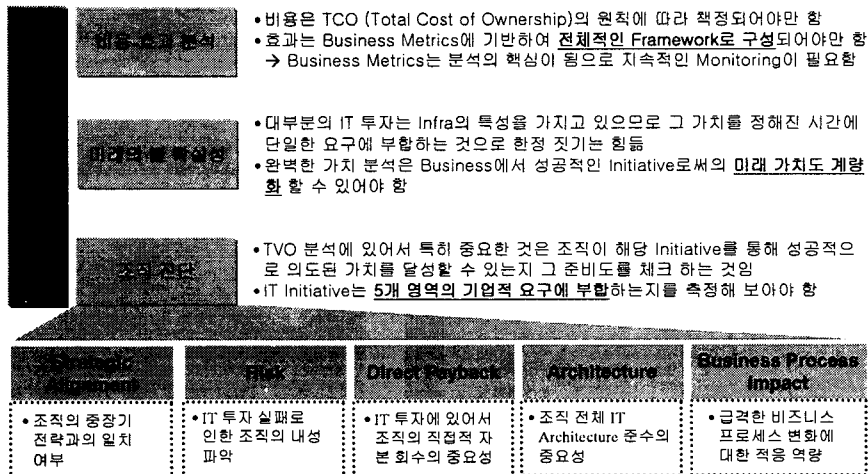 비용 효과 분석
• 비용은 TCO (Total Cost of Ownership)의 원칙에 따라 책정되어야만 함
• 효과는 Business Metrics에 기반하여 전체적인 Framework로 구성되어야만 함
→ Business Metrics는 분석의 핵심이 됨으로 지속적인 Monitoring이 필요함
미래의 불 확실성
• 대부분의 IT 투자는 Infra의 특성을 가지고 있으므로 그 가치를 정해진 시간에
단일한 요구에 부합하는 것으로 한정 짓기는 힘듦
• 완벽한 가치 분석은 Business에서 성공적인 Initiative로써의 미래 가치도 계량
화 할 수 있어야 함
조직 진단
• TVO 분석에 있어서 특히 중요한 것은 조직이 해당 Initiative를 통해 성공적으
로 의도된 가치를 달성할 수 있는지 그 준비도를 체크 하는 것임
• IT Initiative는 5개 영역의 기업적 요구에 부합하는지를 측정해 보아야 함
Strategic
Alignment
Risk
Direct Payback
Architecture
Business Process
Impact
• 조직의 중장기
전략과의 일치
여부
• IT 투자 실패로
인한 조직의 내성
파악
• IT 투자에 있어서
조직의 직접적 자
본 회수의 중요성
• 조직 전체 IT
Architecture 준수의
중요성
• 급격한 비즈니스
프로세스 변화에
대한 적응 역량